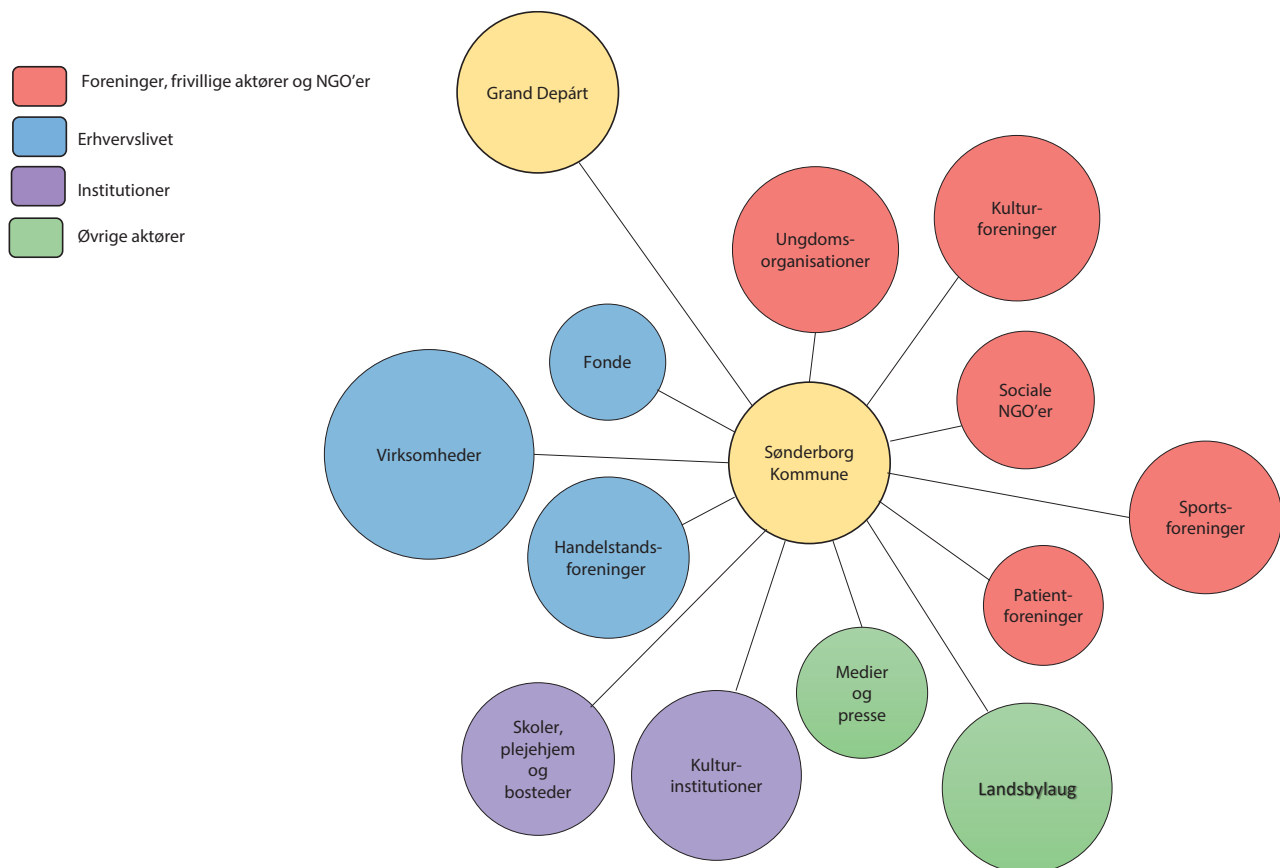 Foreninger, frivillige aktører og NGO’er
Erhvervslivet
Institutioner
Øvrige aktører
Grand Depárt
Ungdoms-
organisationer
Kultur-
foreninger
Fonde
Sociale
NGO’er
Virksomheder
Sønderborg
Kommune
Sports-
foreninger
Handelstands-
foreninger
Patient-
foreninger
Medier
og
presse
Skoler,
plejehjem
og
bosteder
Kultur-
institutioner
Landsbylaug